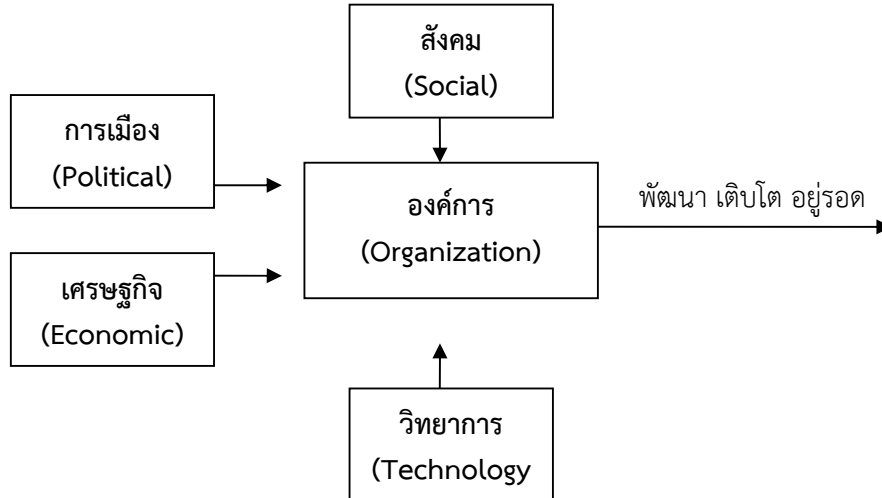 สังคม
(Social)
การเมือง
(Political)
องค์การ
(Organization)
พัฒนา เติบโต อยู่รอด
เศรษฐกิจ
(Economic)
วิทยาการ
(Technology